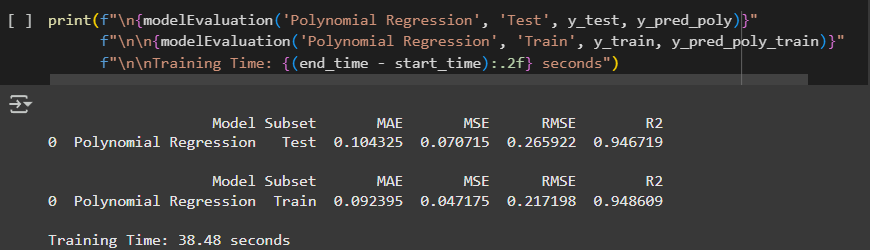 [ ] print(f"\n{modelEvaluation('Polynomial Regression', 'Test', y_test, y_pred_poly)}"
f"\n\n{modelEvaluation('Polynomial Regression', 'Train', y_train, y_pred_poly_train)}"
f"\n\nTraining Time: {(end_time - start_time):.2f} seconds")
Model Subset MAE MSE RMSE R2
0 Polynomial Regression Test 0.104325 0.070715 0.265922 0.946719
Model Subset MAE MSE RMSE R2
0 Polynomial Regression Train 0.092395 0.047175 0.217198 0.948609
Training Time: 38.48 seconds